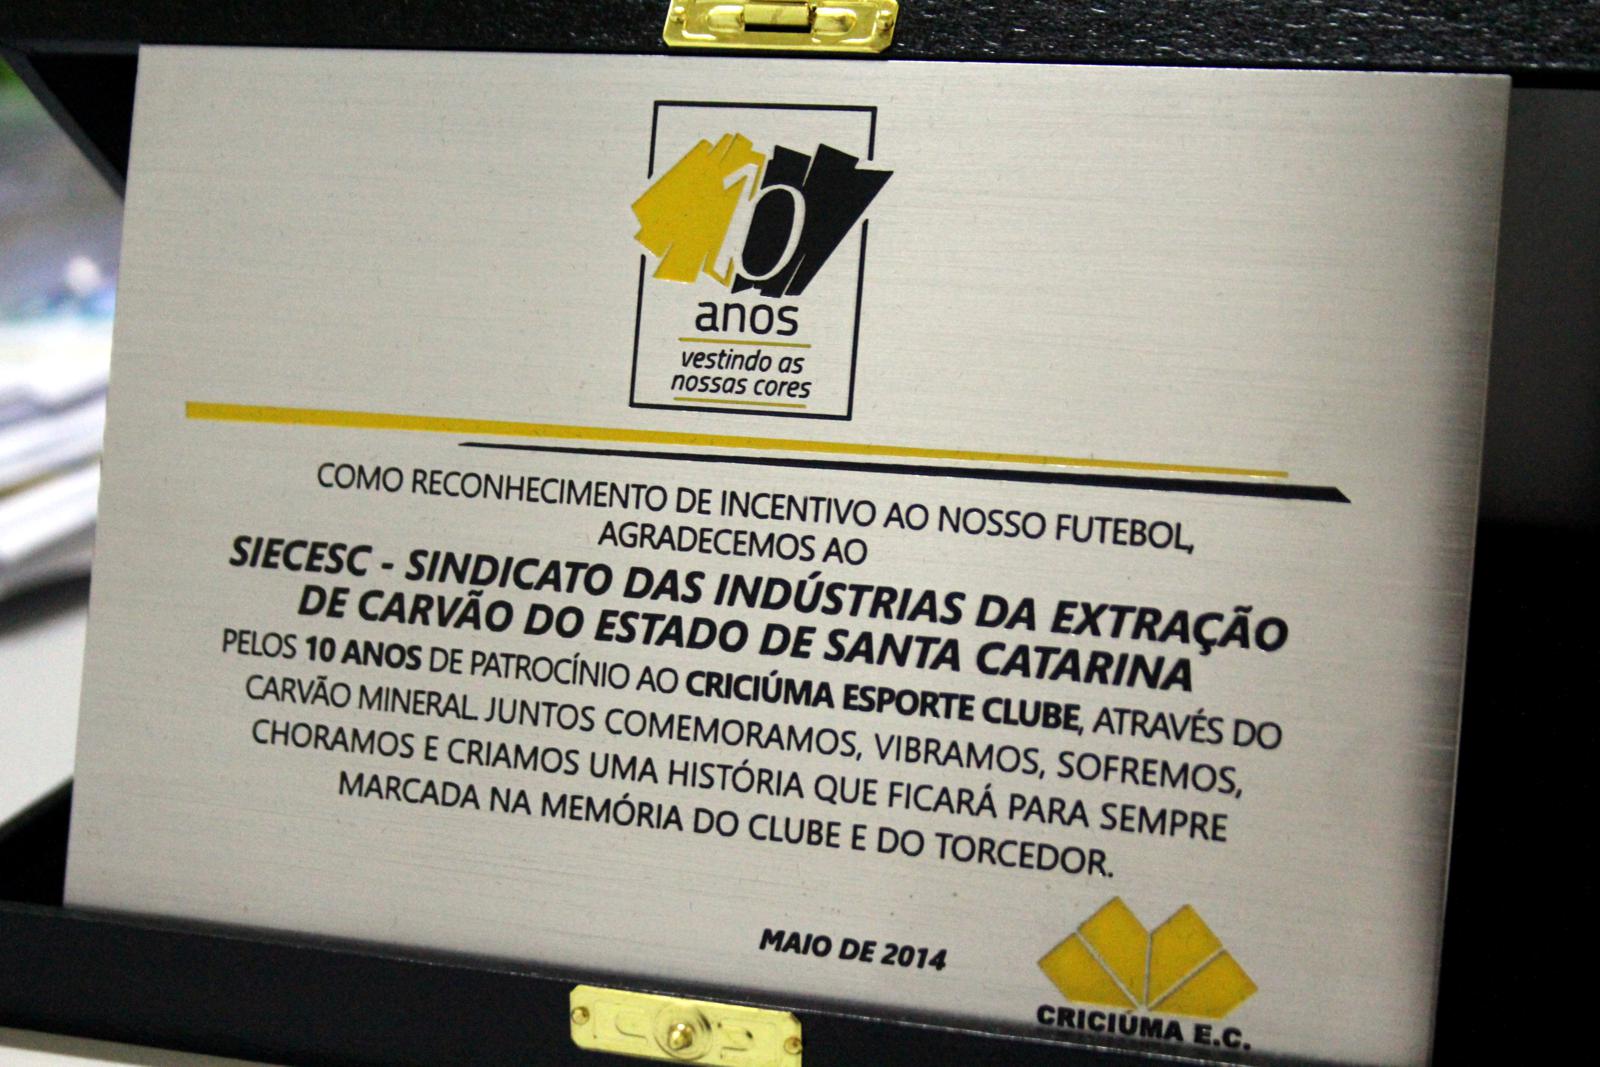 10
anos
vestindo as
nossas cores
COMO RECONHECIMENTO DE INCENTIVO AO NOSSO FUTEBOL,
AGRADECEMOS AO
SIECESC - SINDICATO DAS INDÚSTRIAS DA EXTRAÇÃO
DE CARVÃO DO ESTADO DE SANTA CATARINA
PELOS 10 ANOS DE PATROCÍNIO AO CRICIÚMA ESPORTE CLUBE, ATRAVÉS DO
CARVÃO MINERAL. JUNTOS COMEMORAMOS, VIBRAMOS, SOFREMOS,
CHORAMOS E CRIAMOS UMA HISTÓRIA QUE FICARÁ PARA SEMPRE
MARCADA NA MEMÓRIA DO CLUBE E DO TORCEDOR.
MAIO DE 2014
CRICIÚMA E.C.